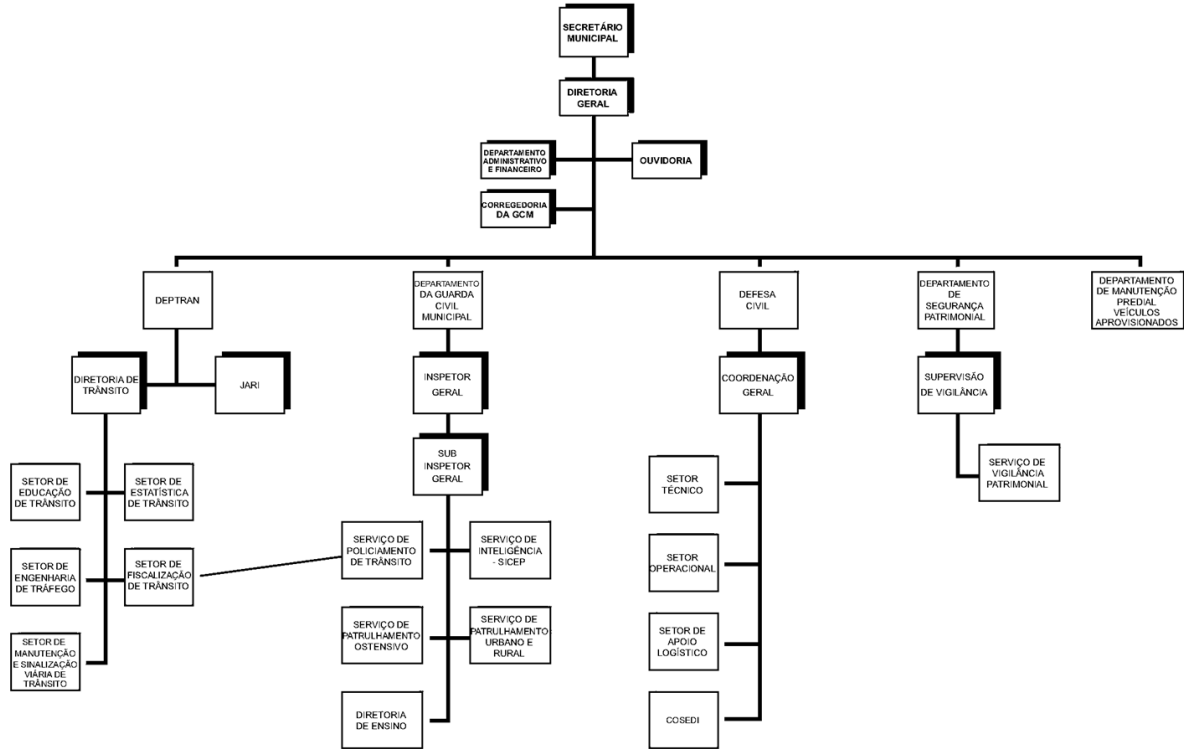 SECRETÁRIO
MUNICIPAL
DIRETORIA
GERAL
DEPARTAMENTO
ADMINISTRATIVO
E FINANCEIRO
OUVIDORIA
CORREGEDORIA
DA GCM
DEPTRAN
DEPARTAMENTO
DA GUARDA
CIVIL
MUNICIPAL
DEFESA
CIVIL
DEPARTAMENTO
DE
SEGURANÇA
PATRIMONIAL
DEPARTAMENTO
DE MANUTENÇÃO
PREDIAL
VEÍCULOS
APROVISIONADOS
DIRETORIA DE
TRÂNSITO
JARI
INSPETOR
GERAL
COORDENAÇÃO
GERAL
SUPERVISÃO
DE VIGILÂNCIA
SUB
INSPETOR
GERAL
SERVIÇO DE
VIGILÂNCIA
PATRIMONIAL
SETOR DE
EDUCAÇÃO
DE TRÂNSITO
SETOR DE
ESTATÍSTICA
DE TRÂNSITO
SETOR
TÉCNICO
SERVIÇO DE
POLICIAMENTO
DE TRÂNSITO
SERVIÇO DE
INTELIGÊNCIA
- SICEP
SETOR DE
ENGENHARIA
DE TRÁFEGO
SETOR DE
FISCALIZAÇÃO
DE TRÂNSITO
SETOR
OPERACIONAL
SERVIÇO DE
PATRULHAMENTO
OSTENSIVO
SERVIÇO DE
PATRULHAMENTO
URBANO E
RURAL
SETOR DE
APOIO
LOGÍSTICO
SETOR DE
MANUTENÇÃO
E SINALIZAÇÃO
VIÁRIA DE
TRÂNSITO
DIRETORIA
DE ENSINO
COSEDI